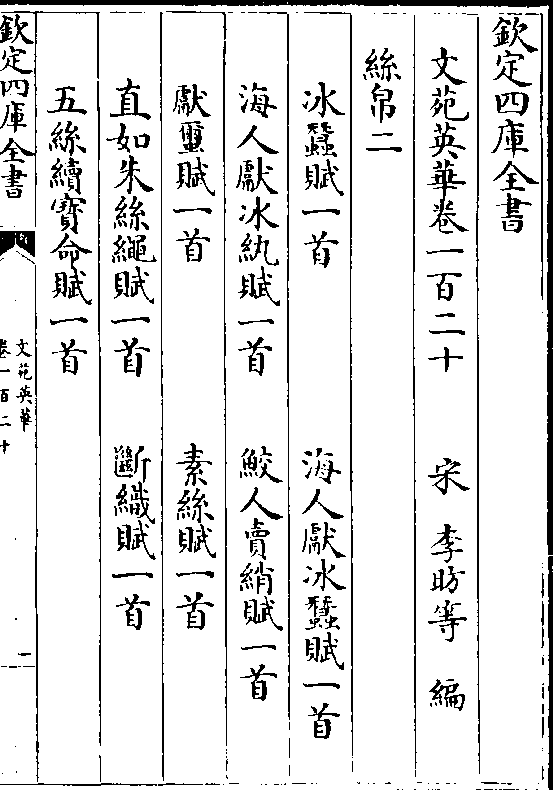 欽定四庫全書
文苑英華卷一百二十 宋 李昉等 編
絲帛二
冰蠶賦一首 海人獻冰蠶賦一首
海人獻冰紈賦一首 鮫人賣綃賦一首
獻璽賦一首 素絲賦一首
直如朱絲繩賦一首 斷織賦一首
五絲續寶命賦一首
欽定四庫全書 文苑英華 卷一百二十 一